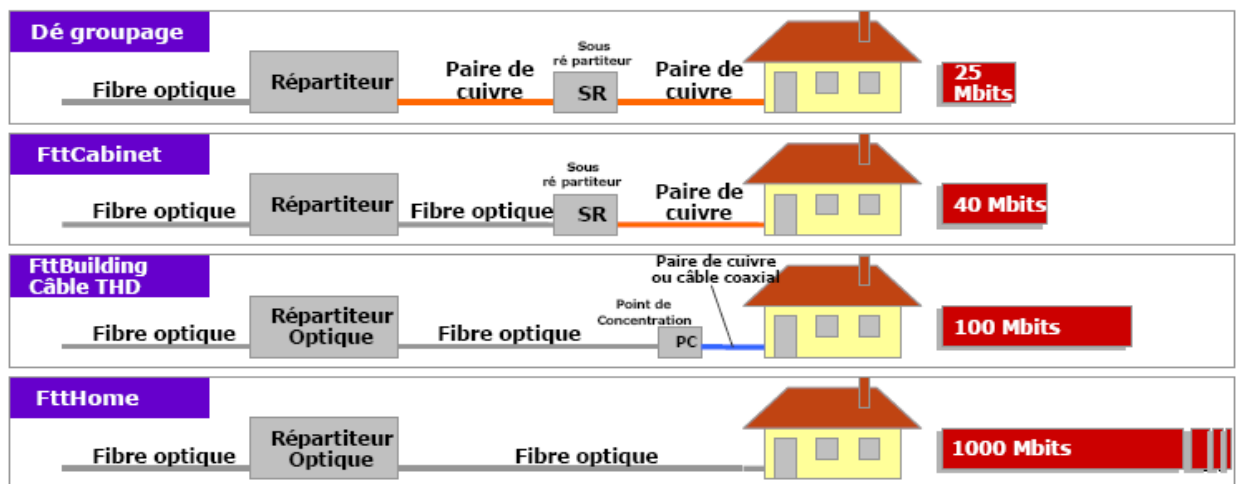 Dé groupage
Fibre optique
Répartiteur
Paire de
cuivre
Sous
ré partiteur
SR
Paire de
cuivre
25
Mbits
FttCabinet
Fibre optique
Répartiteur
Fibre optique
Sous
ré partiteur
SR
Paire de
cuivre
40 Mbits
FttBuilding
Câble THD
Fibre optique
Répartiteur
Optique
Fibre optique
Point de
Concentration
PC
Paire de cuivre
ou câble coaxial
100 Mbits
FttHome
Fibre optique
Répartiteur
Optique
Fibre optique
1000 Mbits